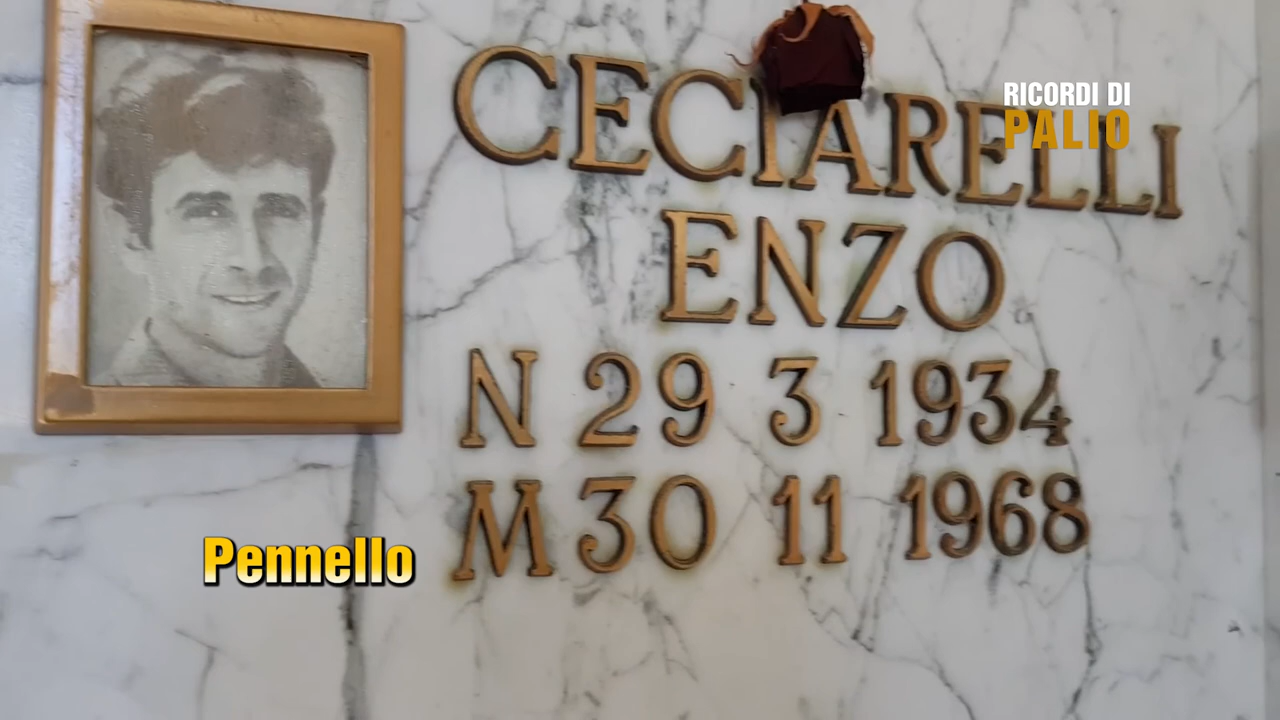 CECIARELLI
ENZO
N 29 3 1934
M 30 11 1968
RICORDI DI
PALIO
Pennello